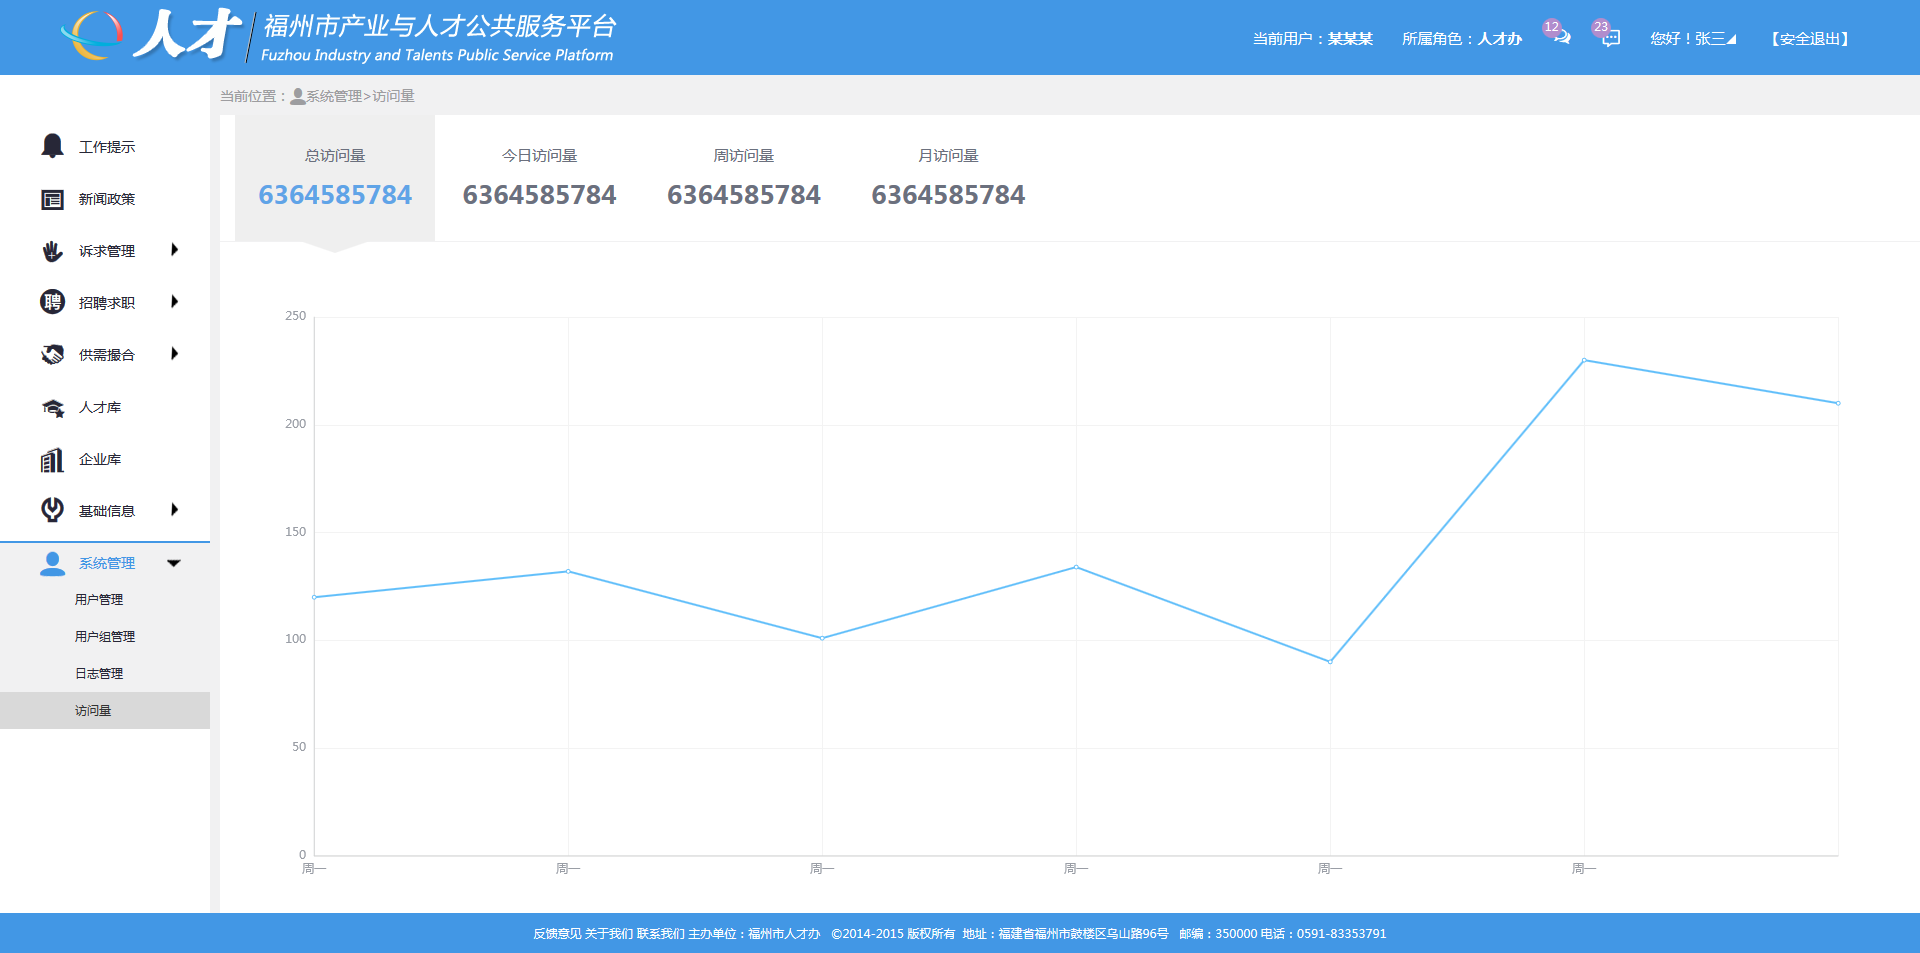 人才
福州市产业与人才公共服务平台
Fuzhou Industry and Talents Public Service Platform
当前用户：某某某 所属角色：人才办 12 23 您好！张三 【安全退出】
当前位置：系统管理>访问量
工作提示
新闻政策
诉求管理
聘 招聘求职
供需撮合
人才库
企业库
基础信息
系统管理
用户管理
用户组管理
日志管理
访问量
总访问量 今日访问量 周访问量 月访问量
6364585784 6364585784 6364585784 6364585784
250
200
150
100
50
0
周一 周一 周一 周一 周一 周一
反馈意见 关于我们 联系我们 主办单位：福州市人才办 ©2014-2015 版权所有 地址：福建省福州市鼓楼区乌山路96号 邮编：350000 电话：0591-83353791